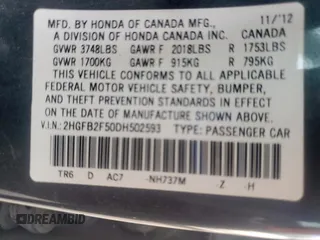 MFD. BY HONDA OF CANADA MFG., 11/'12
A DIVISION OF HONDA CANADA INC. CANADA
GVWR 3748LBS GAWR F 2018LBS R 1753LBS
GVWR 1700KG GAWR F 915KG R 795KG
THIS VEHICLE CONFORMS TO ALL APPLICABLE
FEDERAL MOTOR VEHICLE SAFETY, BUMPER,
AND THEFT PREVENTION STANDARDS IN EFFECT ON
THE DATE OF MANUFACTURE SHOWN ABOVE.
V.I.N.: 2HGFB2F50DH502593 TYPE: PASSENGER CAR
TR6 D AC7 -NH737M -Z -H
DREAMBID